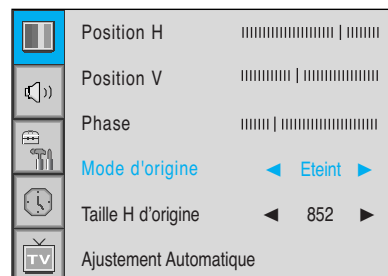 Position H
Position V
Phase
Mode d'origine ◄ Eteint ►
Taille H d’origine ◄ 852 ►
TV Ajustement Automatique